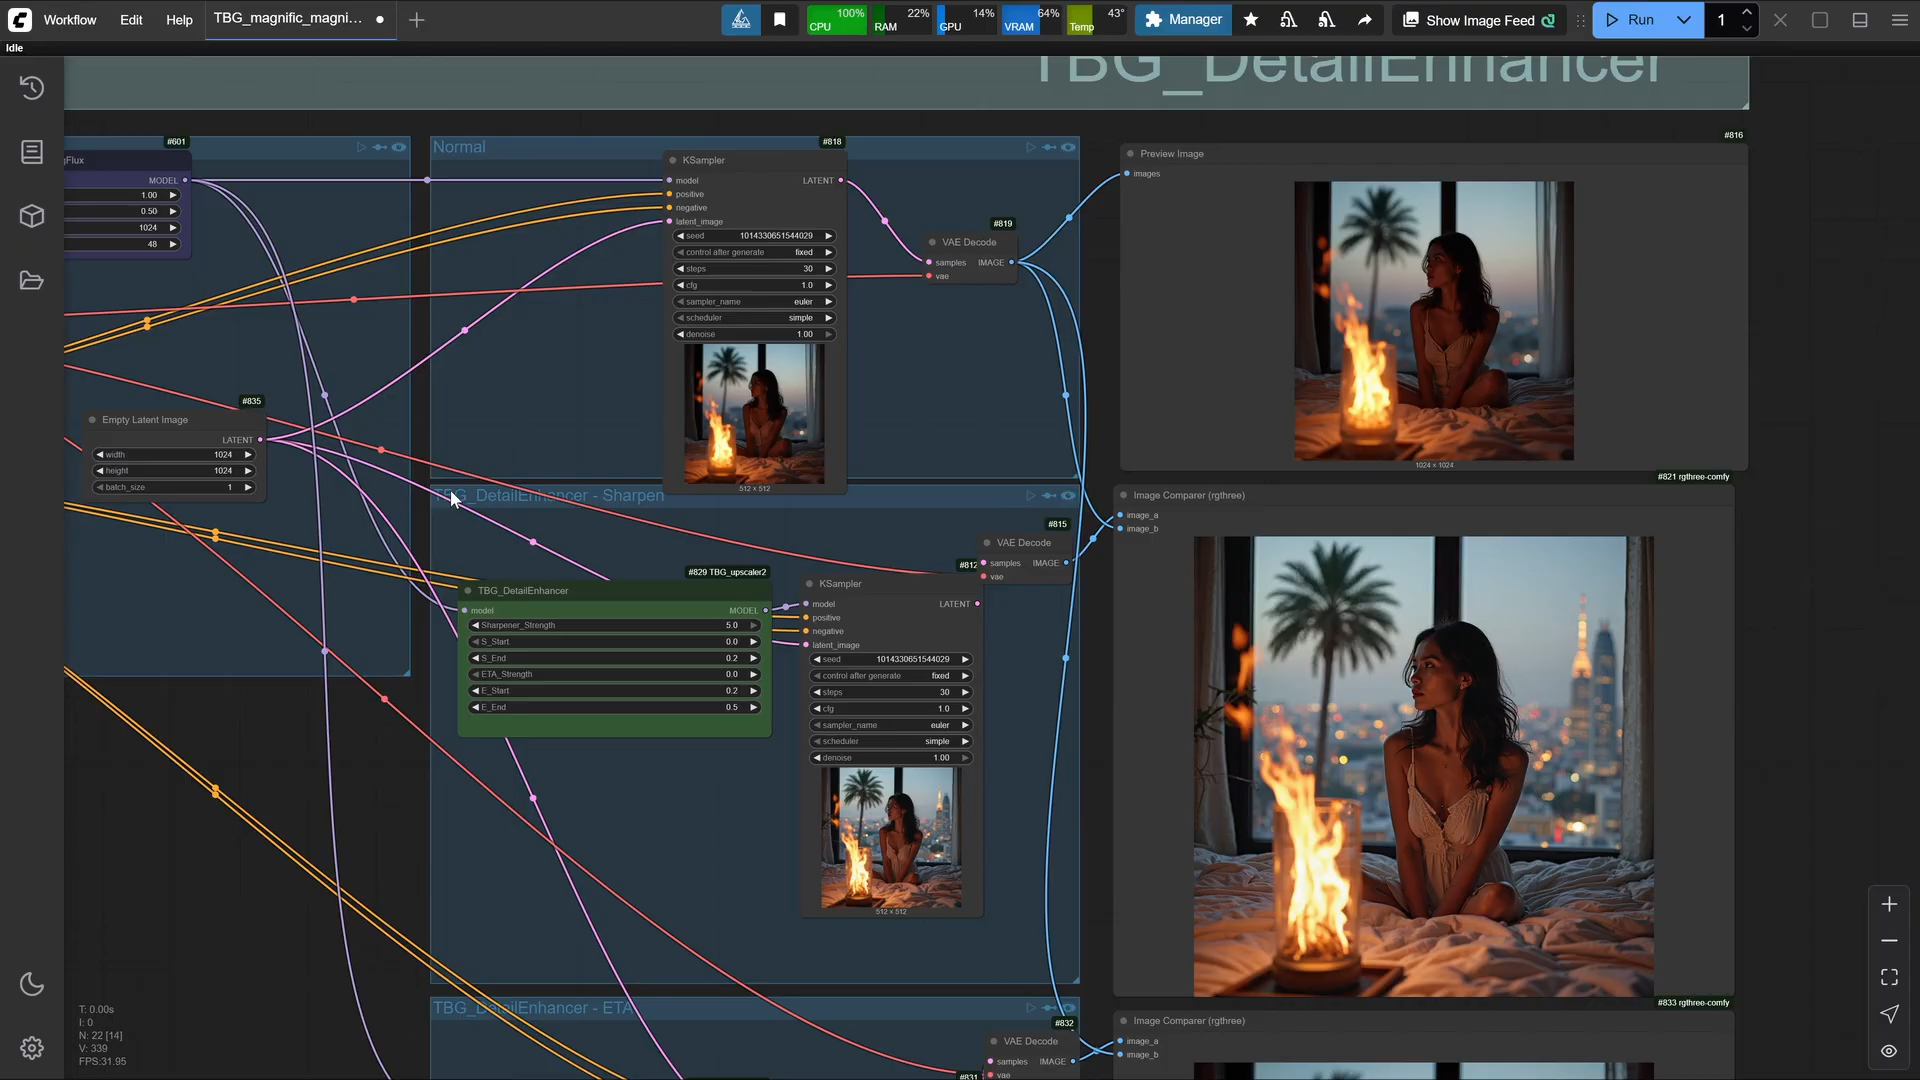 Workflow Edit Help TBG_magnific_magni...
CPU 100% RAM 22% GPU 14% VRAM 64% Temp 43°
Manager
Show Image Feed
Run
1
Idle
TBG_DetailEnhancer
#601
gFlux
MODEL
1.00
0.50
1024
48
Normal
#818
KSampler
model LATENT
positive
negative
latent_image
seed 1014330651544029
control after generate fixed
steps 30
cfg 1.0
sampler_name euler
scheduler simple
denoise 1.00
512 x 512
#819
VAE Decode
samples IMAGE
vae
#816
Preview Image
images
1024 x 1024
#835
Empty Latent Image
LATENT
width 1024
height 1024
batch_size 1
TBG_DetailEnhancer - Sharpen
#829 TBG_upscaler2
TBG_DetailEnhancer
model MODEL
Sharpener_Strength 5.0
S_Start 0.0
S_End 0.2
ETA_Strength 0.0
E_Start 0.2
E_End 0.5
#812
KSampler
model LATENT
positive
negative
latent_image
seed 1014330651544029
control after generate fixed
steps 30
cfg 1.0
sampler_name euler
scheduler simple
denoise 1.00
512 x 512
#815
VAE Decode
samples IMAGE
vae
#821 rgthree-comfy
Image Comparer (rgthree)
image_a
image_b
TBG_DetailEnhancer - ETA
#832
VAE Decode
samples IMAGE
vae
#831
#833 rgthree-comfy
Image Comparer (rgthree)
image_a
image_b
T: 0.00s
I: 0
N: 22 [14]
V: 339
FPS:31.95